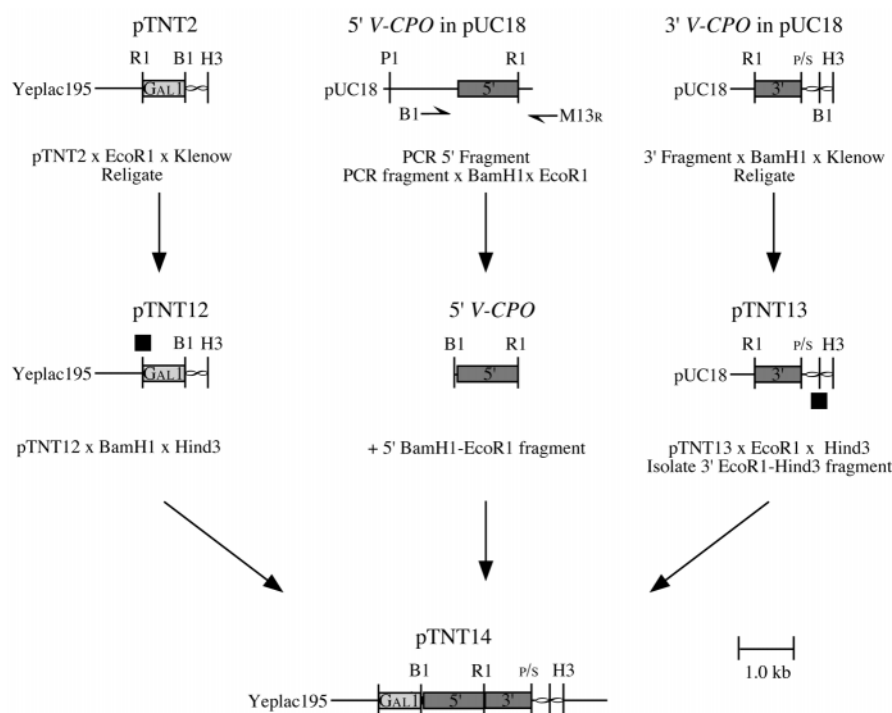 pTNT2
5' V-CPO in pUC18
3' V-CPO in pUC18
R1 B1 H3
P1 R1
R1 P/S H3
Yeplac195 GAL1
pUC18 5'
pUC18 3'
B1 M13R
B1
pTNT2 x EcoR1 x Klenow
Religate
PCR 5' Fragment
PCR fragment x BamH1x EcoR1
3' Fragment x BamH1 x Klenow
Religate
pTNT12
5' V-CPO
pTNT13
B1 H3
B1 R1
R1 P/S H3
Yeplac195 GAL1
5'
pUC18 3'
pTNT12 x BamH1 x Hind3
+ 5' BamH1-EcoR1 fragment
pTNT13 x EcoR1 x Hind3
Isolate 3' EcoR1-Hind3 fragment
pTNT14
B1 R1 P/S H3
Yeplac195 GAL1 5' 3'
1.0 kb